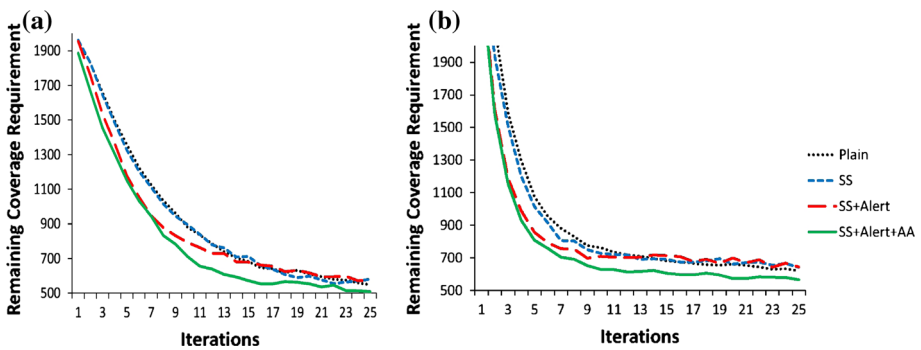 (a)
Remaining Coverage Requirement
1900
1700
1500
1300
1100
900
700
500
1 3 5 7 9 11 13 15 17 19 21 23 25
Iterations
(b)
Remaining Coverage Requirement
1900
1700
1500
1300
1100
900
700
500
1 3 5 7 9 11 13 15 17 19 21 23 25
Iterations
Plain
SS
SS+Alert
SS+Alert+AA